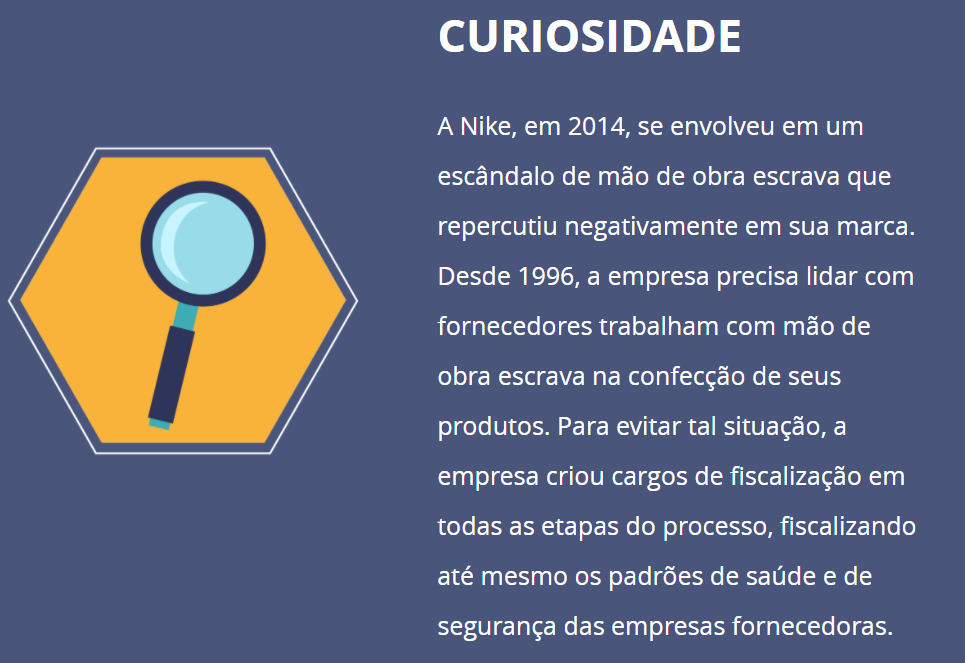 CURIOSIDADE
A Nike, em 2014, se envolveu em um
escândalo de mão de obra escrava que
repercutiu negativamente em sua marca.
Desde 1996, a empresa precisa lidar com
fornecedores trabalham com mão de
obra escrava na confecção de seus
produtos. Para evitar tal situação, a
empresa criou cargos de fiscalização em
todas as etapas do processo, fiscalizando
até mesmo os padrões de saúde e de
segurança das empresas fornecedoras.